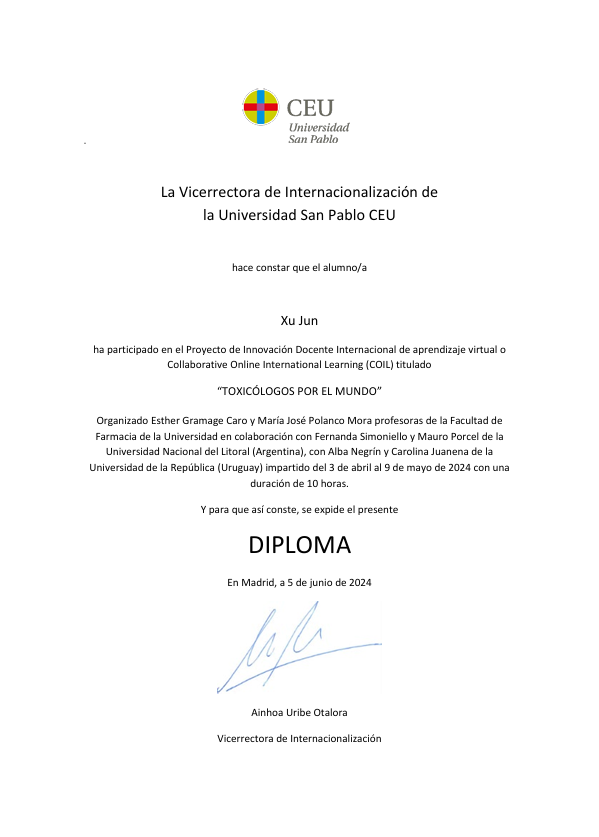 CEU
Universidad
San Pablo
La Vicerrectora de Internacionalización de
la Universidad San Pablo CEU
hace constar que el alumno/a
Xu Jun
ha participado en el Proyecto de Innovación Docente Internacional de aprendizaje virtual o
Collaborative Online International Learning (COIL) titulado
“TOXICÓLOGOS POR EL MUNDO”
Organizado Esther Gramage Caro y María José Polanco Mora profesoras de la Facultad de
Farmacia de la Universidad en colaboración con Fernanda Simoniello y Mauro Porcel de la
Universidad Nacional del Litoral (Argentina), con Alba Negrín y Carolina Juanena de la
Universidad de la República (Uruguay) impartido del 3 de abril al 9 de mayo de 2024 con una
duración de 10 horas.
Y para que así conste, se expide el presente
DIPLOMA
En Madrid, a 5 de junio de 2024
Ainhoa Uribe Otalora
Vicerrectora de Internacionalización